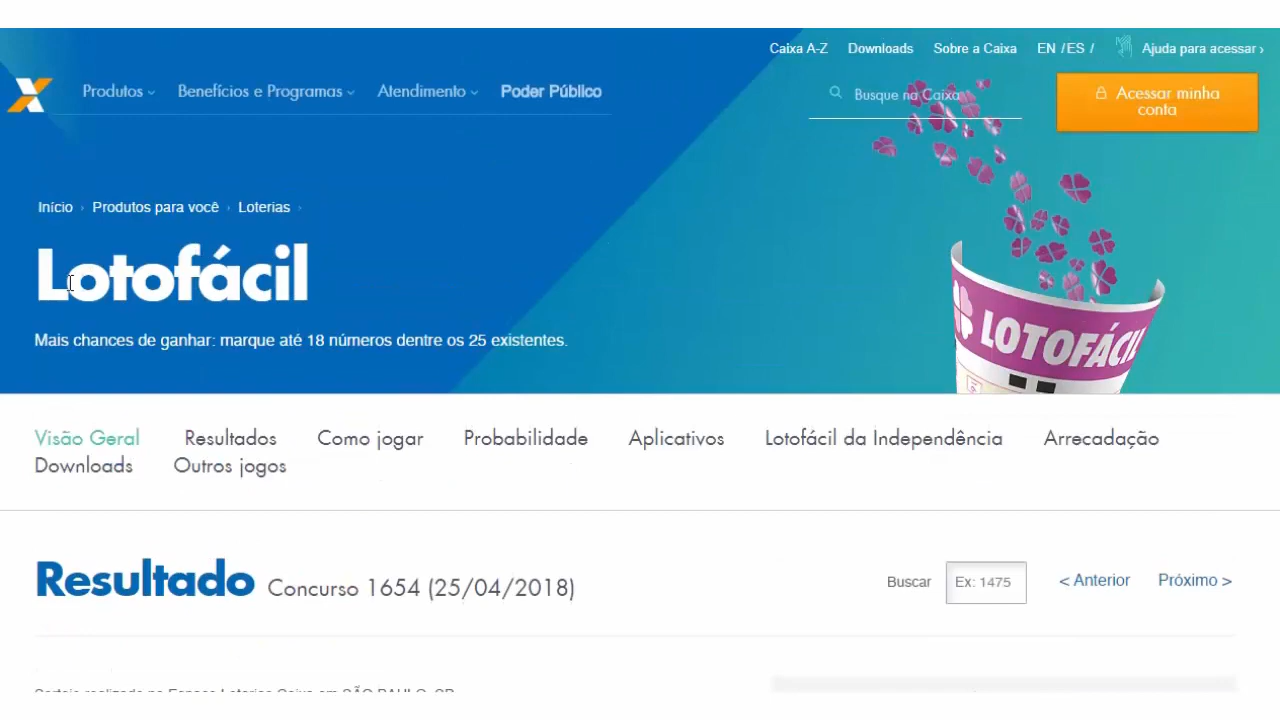 Caixa A-Z Downloads Sobre a Caixa EN / ES / Ajuda para acessar ›
Produtos Benefícios e Programas Atendimento Poder Público
Busque na Caixa
Acessar minha
conta
Início › Produtos para você › Loterias ›
Lotofácil
Mais chances de ganhar: marque até 18 números dentre os 25 existentes.
LOTOFÁCIL
Visão Geral Resultados Como jogar Probabilidade Aplicativos Lotofácil da Independência Arrecadação
Downloads Outros jogos
Resultado Concurso 1654 (25/04/2018)
Buscar Ex: 1475 < Anterior Próximo >